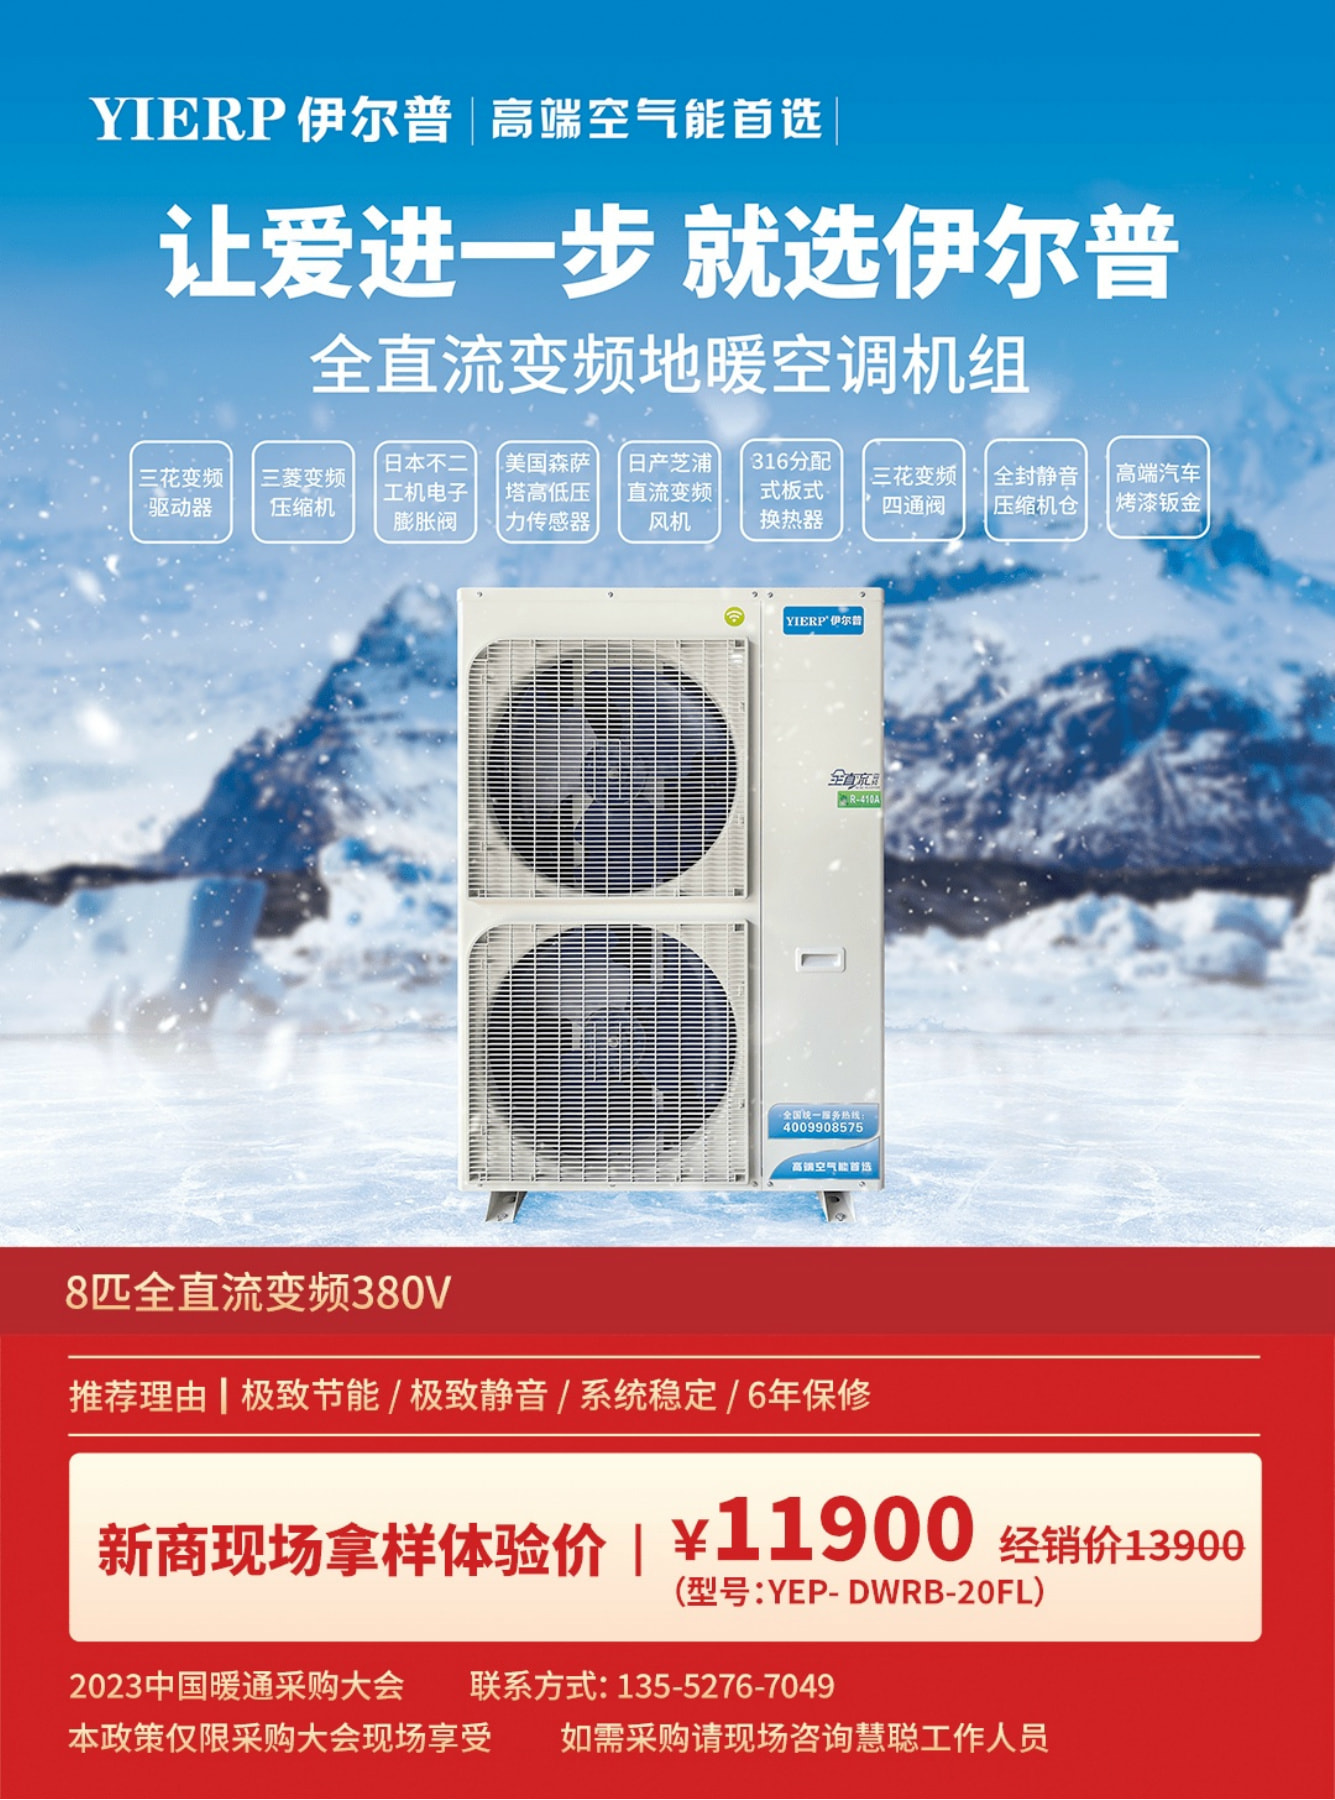 YIERP 伊尔普 高端空气能首选
让爱进一步 就选伊尔普
全直流变频地暖空调机组
三花变频
驱动器
三菱变频
压缩机
日本不二
工机电子
膨胀阀
美国森萨
塔高低压
力传感器
日产芝浦
直流变频
风机
316分配
式板式
换热器
三花变频
四通阀
全封静音
压缩机仓
高端汽车
烤漆钣金
YIERP 伊尔普
全直流
R-410A
全国统一服务热线:
4009908575
高端空气能首选
8匹全直流变频380V
推荐理由 | 极致节能 / 极致静音 / 系统稳定 / 6年保修
新商现场拿样体验价 | ¥11900 经销价13900
(型号:YEP- DWRB-20FL)
2023中国暖通采购大会 联系方式: 135-5276-7049
本政策仅限采购大会现场享受 如需采购请现场咨询慧聪工作人员